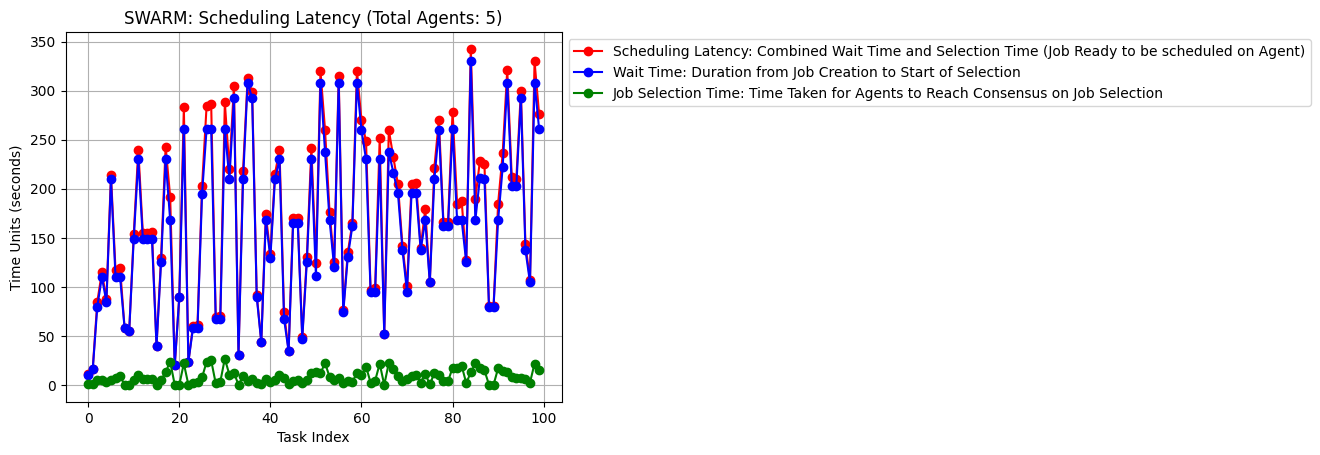 SWARM: Scheduling Latency (Total Agents: 5)
Scheduling Latency: Combined Wait Time and Selection Time (Job Ready to be scheduled on Agent)
Wait Time: Duration from Job Creation to Start of Selection
Job Selection Time: Time Taken for Agents to Reach Consensus on Job Selection
Time Units (seconds)
350
300
250
200
150
100
50
0
0 20 40 60 80 100
Task Index